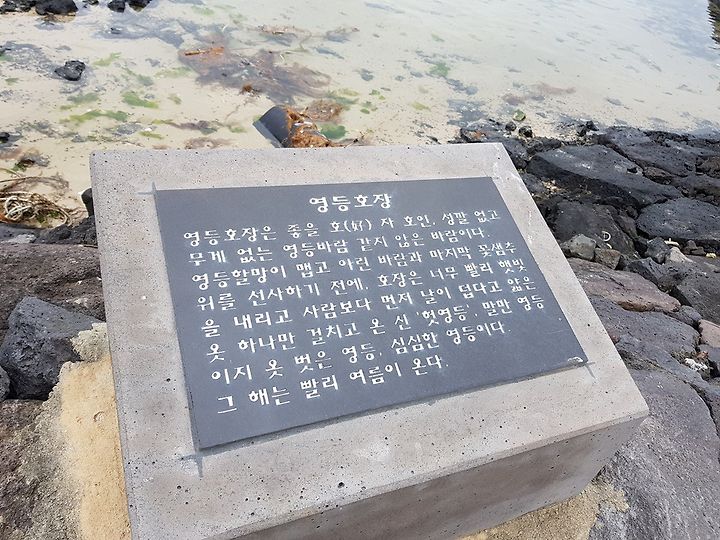 영등호장
영등호장은 좋을 호(好) 자 호인, 성깔 없고
무게 없는 영등바람 같지 않은 바람이다.
영등할망이 맵고 아린 바람과 마지막 꽃샘추
위를 선사하기 전에, 호장은 너무 빨리 햇빛
을 내리고 사람보다 먼저 날이 덥다고 얇은
옷 하나만 걸치고 온 신 '헛영등', 말만 영등
이지 옷 벗은 영등, 심심한 영등이다.
그 해는 빨리 여름이 온다.